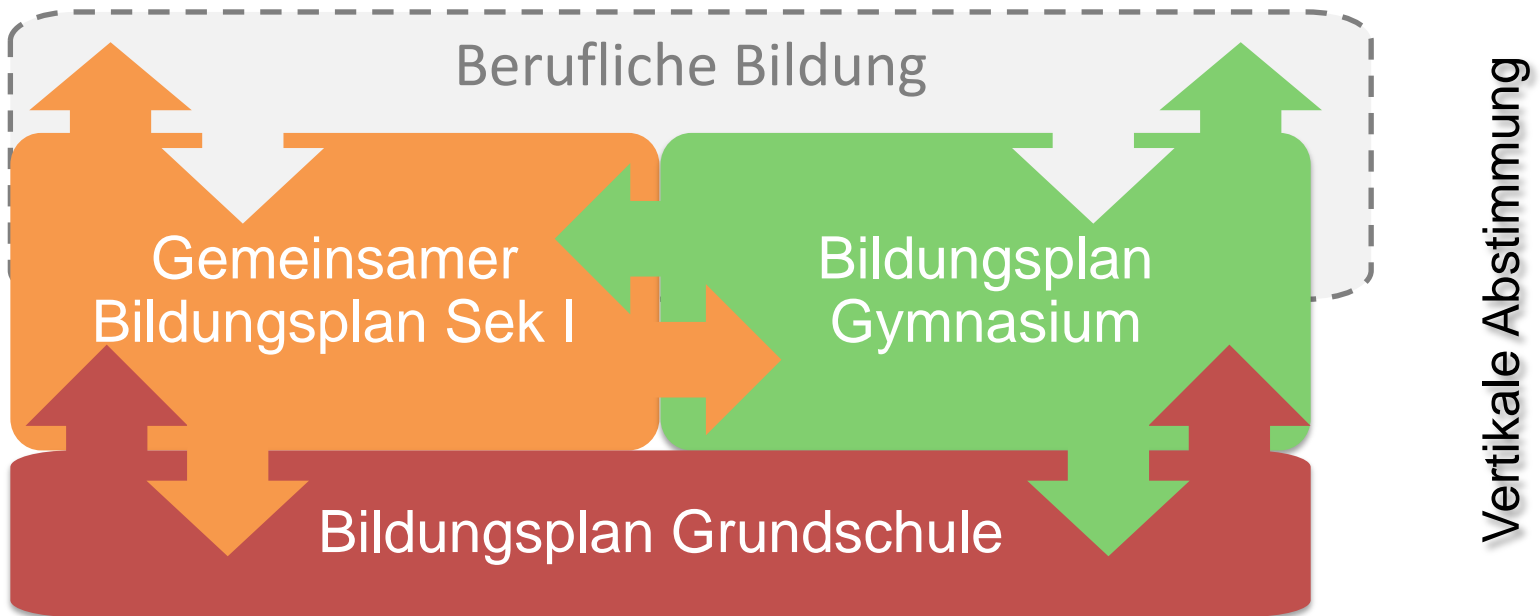 Berufliche Bildung
Gemeinsamer
Bildungsplan Sek I
Bildungsplan
Gymnasium
Bildungsplan Grundschule
Vertikale Abstimmung